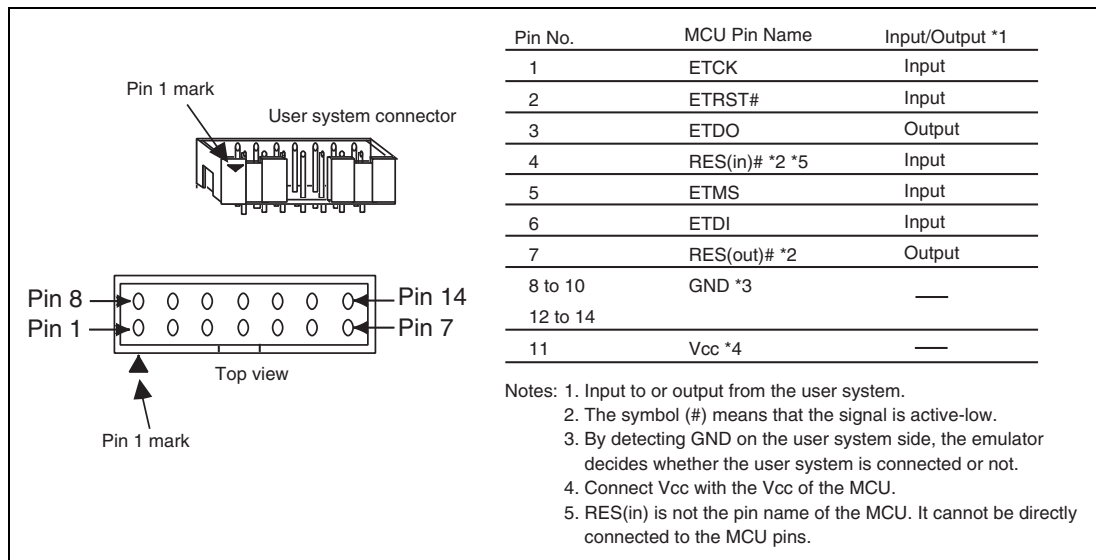 Pin 1 mark
User system connector
Pin 8
Pin 14
Pin 1
Pin 7
Top view
Pin 1 mark
Pin No. MCU Pin Name Input/Output *1
1 ETCK Input
2 ETRST# Input
3 ETDO Output
4 RES(in)# *2 *5 Input
5 ETMS Input
6 ETDI Input
7 RES(out)# *2 Output
8 to 10 GND *3 —
12 to 14
11 Vcc *4 —
Notes: 1. Input to or output from the user system.
2. The symbol (#) means that the signal is active-low.
3. By detecting GND on the user system side, the emulator
decides whether the user system is connected or not.
4. Connect Vcc with the Vcc of the MCU.
5. RES(in) is not the pin name of the MCU. It cannot be directly
connected to the MCU pins.